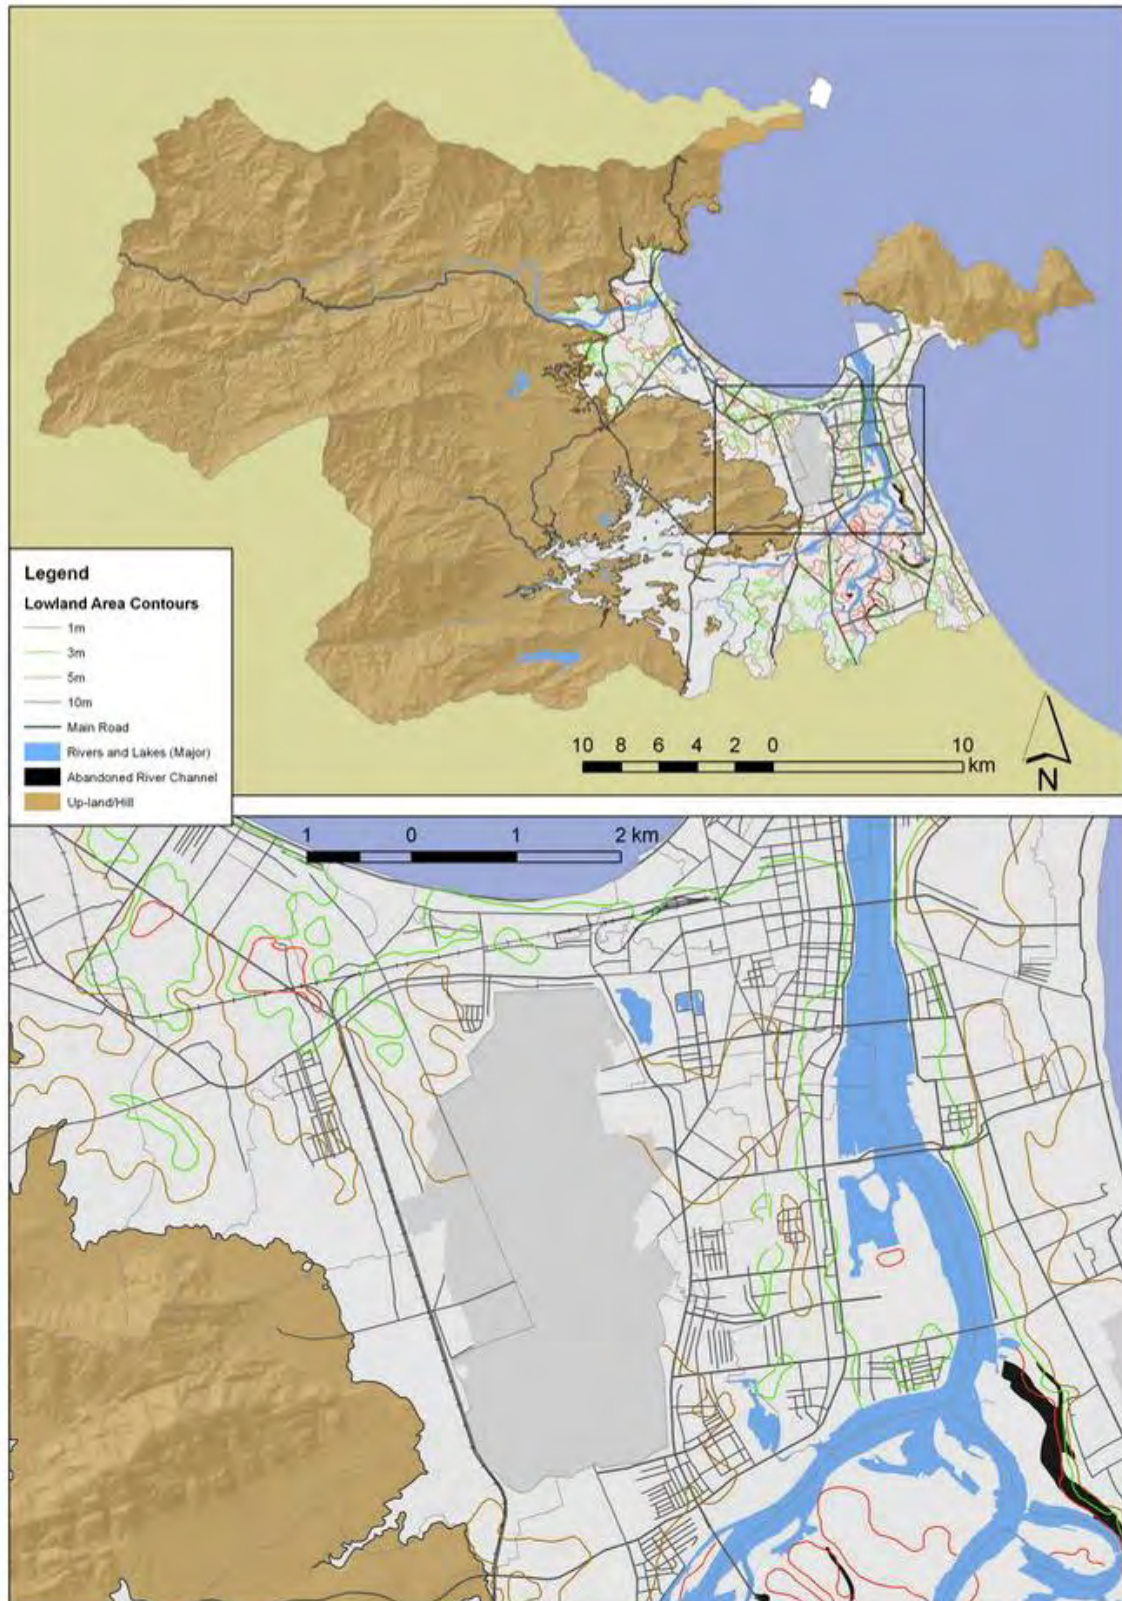 Legend
Lowland Area Contours
1m
3m
5m
10m
Main Road
Rivers and Lakes (Major)
Abandoned River Channel
Up-land/Hill
10 8 6 4 2 0 10
km
N
1 0 1 2 km